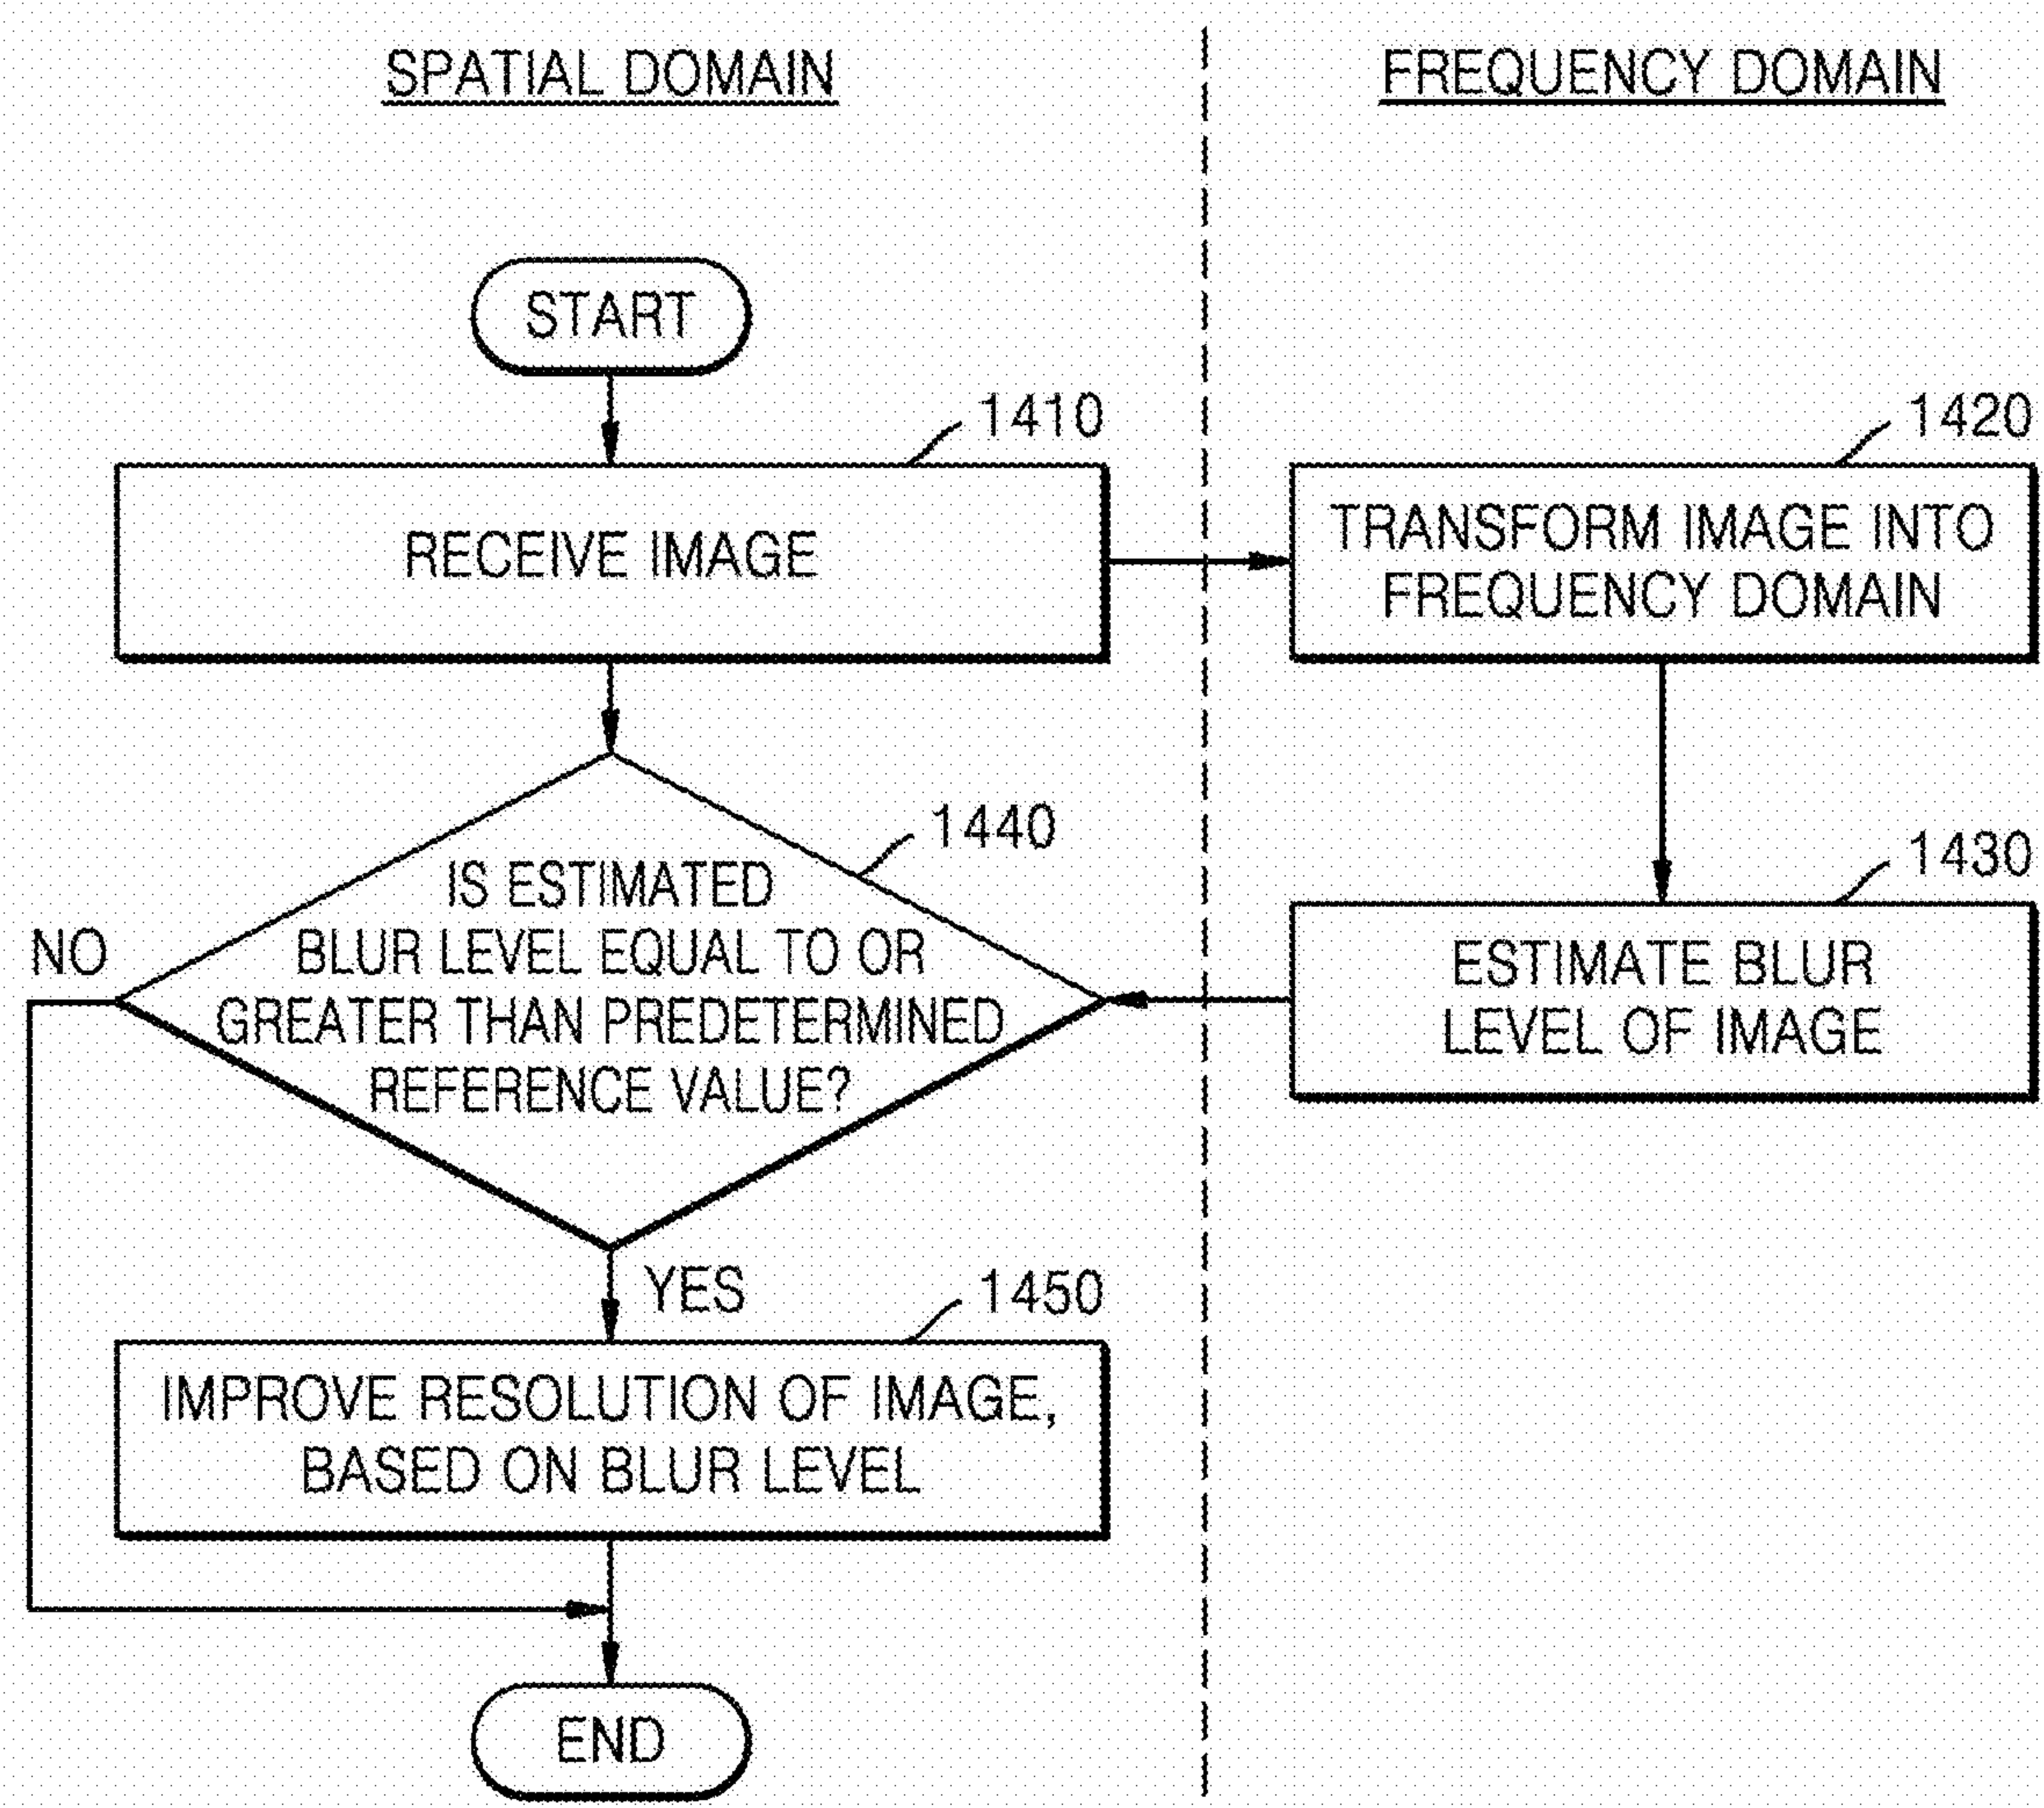 SPATIAL DOMAIN
FREQUENCY DOMAIN
START
1410
RECEIVE IMAGE
1420
TRANSFORM IMAGE INTO
FREQUENCY DOMAIN
1440
IS ESTIMATED
BLUR LEVEL EQUAL TO OR
GREATER THAN PREDETERMINED
REFERENCE VALUE?
NO
1430
ESTIMATE BLUR
LEVEL OF IMAGE
YES
1450
IMPROVE RESOLUTION OF IMAGE,
BASED ON BLUR LEVEL
END